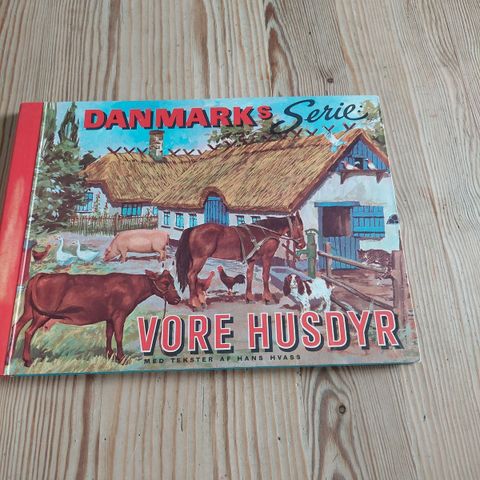 DANMARKS Serie:
VORE HUSDYR
MED TEKSTER AF HANS HVASS